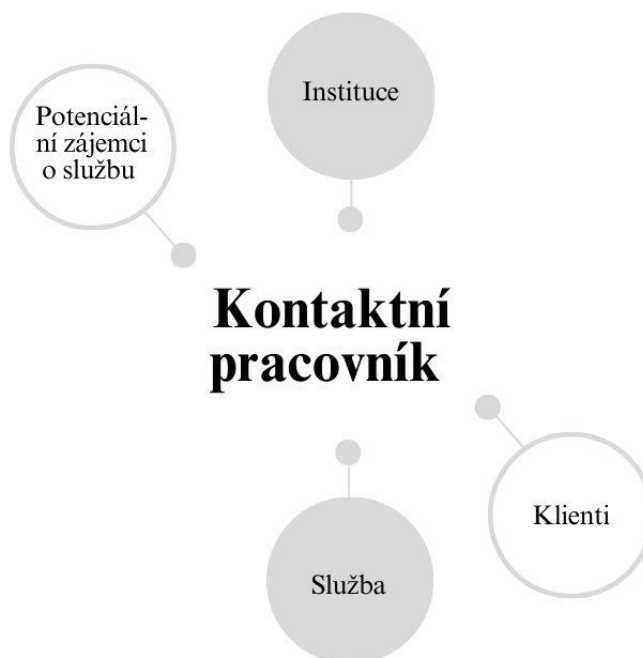 Instituce
Potenciál-
ní zájemci
o službu
Kontaktní
pracovník
Klienti
Služba